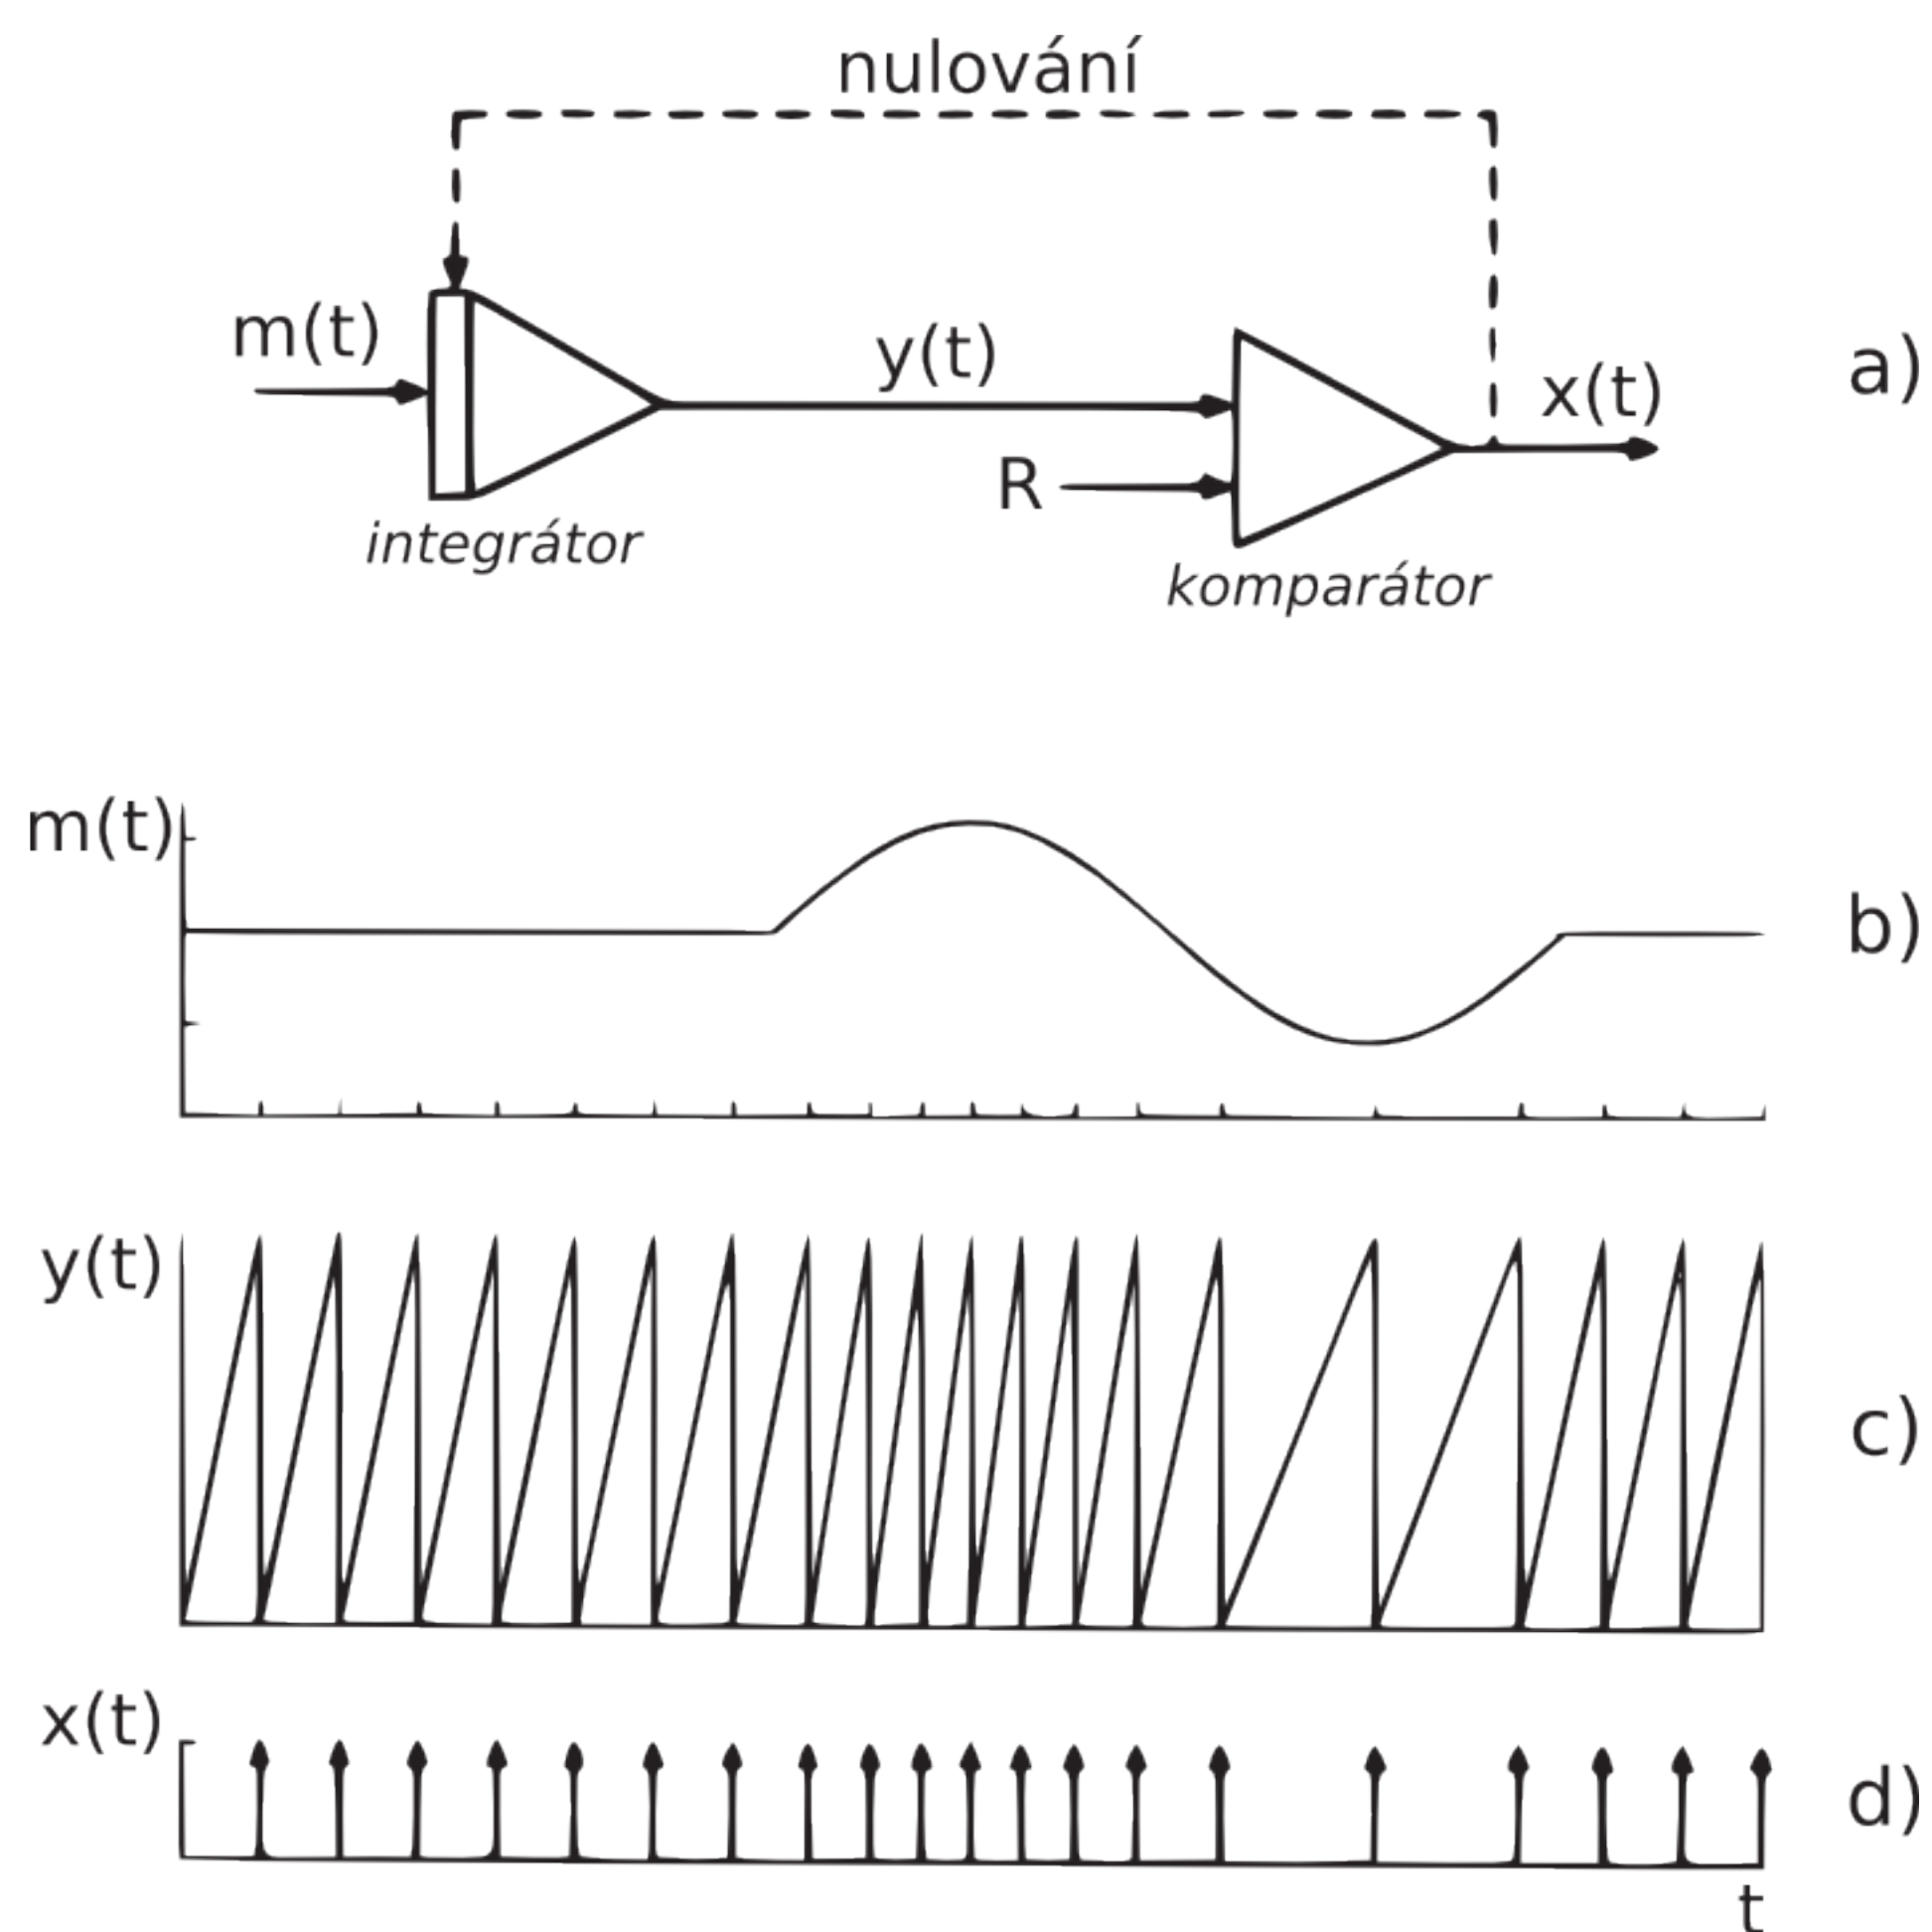 nulování
m(t)
y(t)
x(t)
a)
R
integrátor
komparátor
m(t)
b)
y(t)
c)
x(t)
d)
t